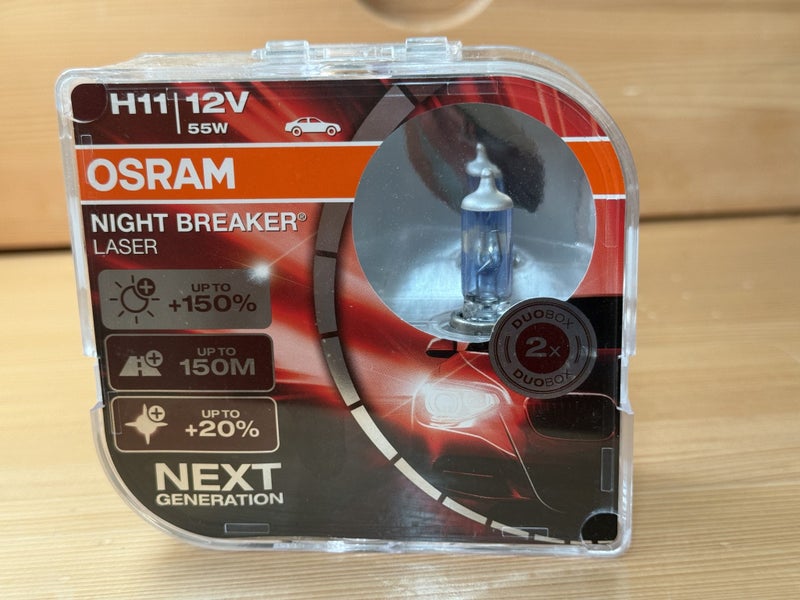 H11 | 12V
55W
OSRAM
NIGHT BREAKER®
LASER
UP TO
+150%
UP TO
150M
UP TO
+20%
NEXT
GENERATION
DUOBOX
2x
DUOBOX